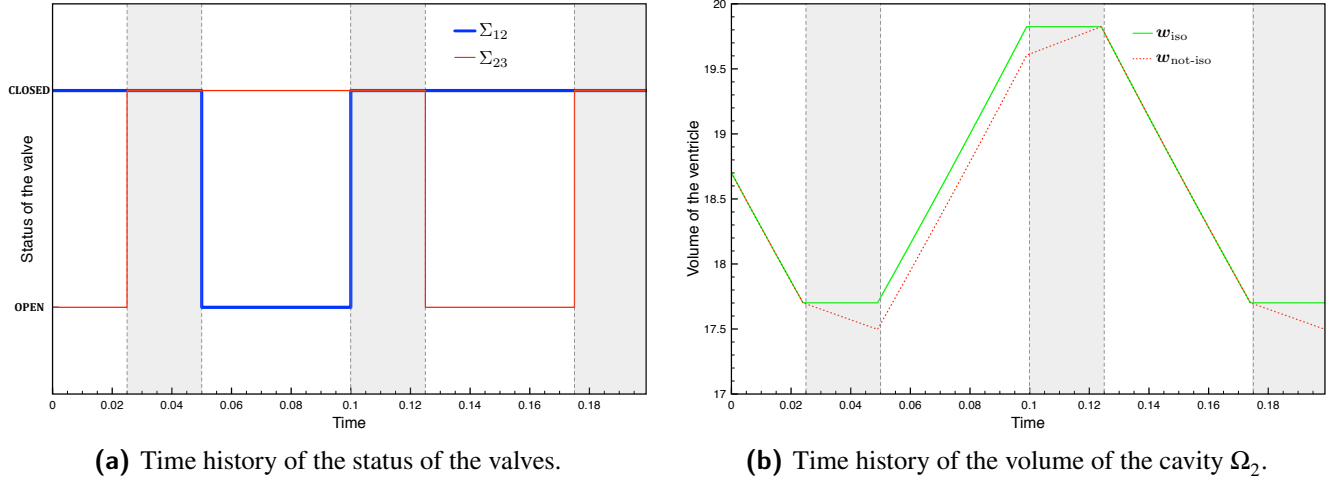 Σ12
Σ23
CLOSED
OPEN
Status of the valve
0 0.02 0.04 0.06 0.08 0.1 0.12 0.14 0.16 0.18
Time
(a) Time history of the status of the valves.
20
19.5
19
18.5
18
17.5
17
Volume of the ventricle
w_iso
w_not-iso
0 0.02 0.04 0.06 0.08 0.1 0.12 0.14 0.16 0.18
Time
(b) Time history of the volume of the cavity Ω2.